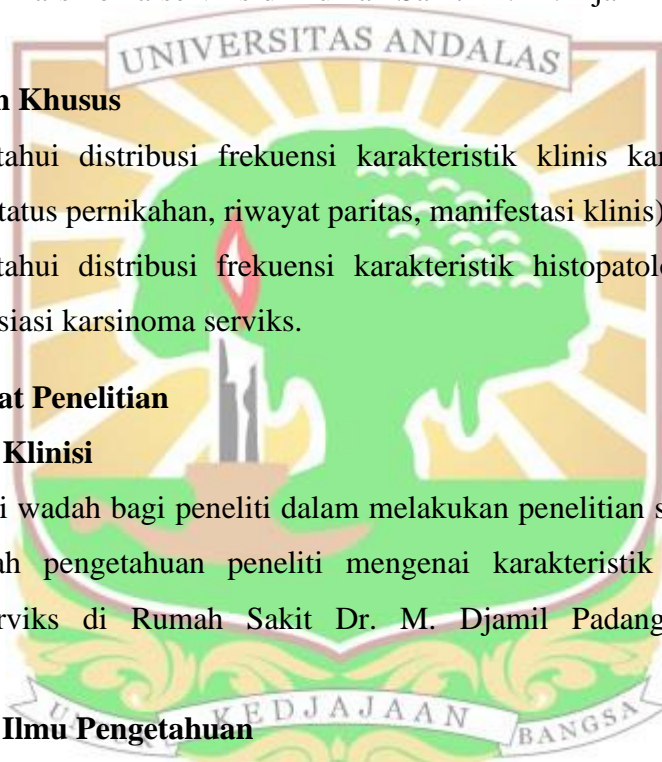 UNIVERSITAS ANDALAS
Khusus
tahui distribusi frekuensi karakteristik klinis
tatus pernikahan, riwayat paritas, manifestasi klinis)
tahui distribusi frekuensi karakteristik
siasi karsinoma serviks.
at Penelitian
Klinisi
i wadah bagi peneliti dalam melakukan penelitian
ah pengetahuan peneliti mengenai karakteristik
rviks di Rumah Sakit Dr. M. Djamil Padang
KEDJAJAAN BANGSA
Ilmu Pengetahuan